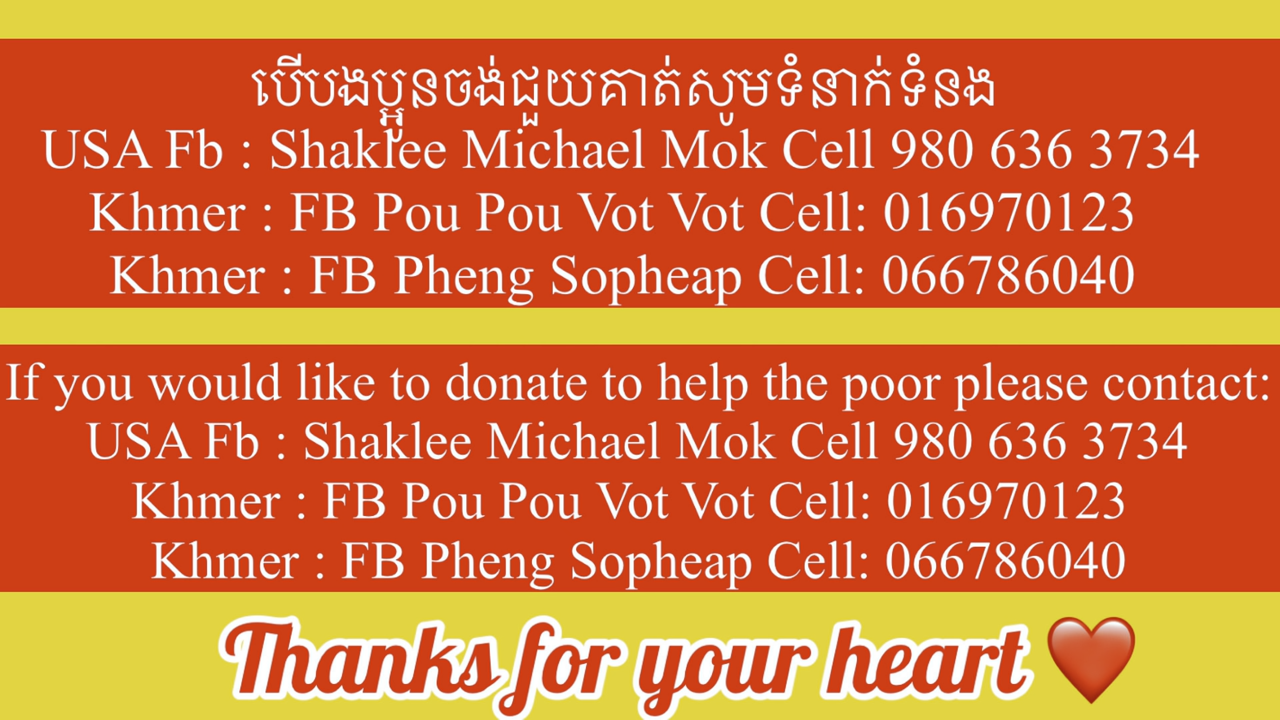 បើបងប្អូនចង់ជួយគាត់សូមទំនាក់ទំនង
USA Fb : Shaklee Michael Mok Cell 980 636 3734
Khmer : FB Pou Pou Vot Vot Cell: 016970123
Khmer : FB Pheng Sopheap Cell: 066786040
If you would like to donate to help the poor please contact:
USA Fb : Shaklee Michael Mok Cell 980 636 3734
Khmer : FB Pou Pou Vot Vot Cell: 016970123
Khmer : FB Pheng Sopheap Cell: 066786040
Thanks for your heart ❤️